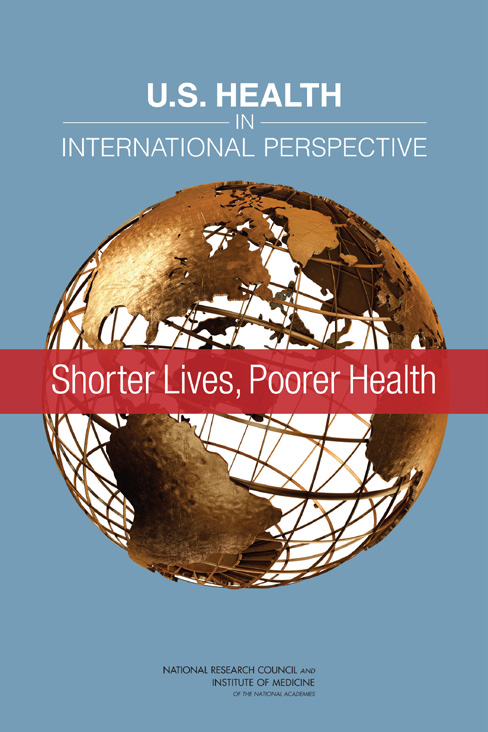 U.S. HEALTH
IN
INTERNATIONAL PERSPECTIVE
Shorter Lives, Poorer Health
NATIONAL RESEARCH COUNCIL AND
INSTITUTE OF MEDICINE
OF THE NATIONAL ACADEMIES